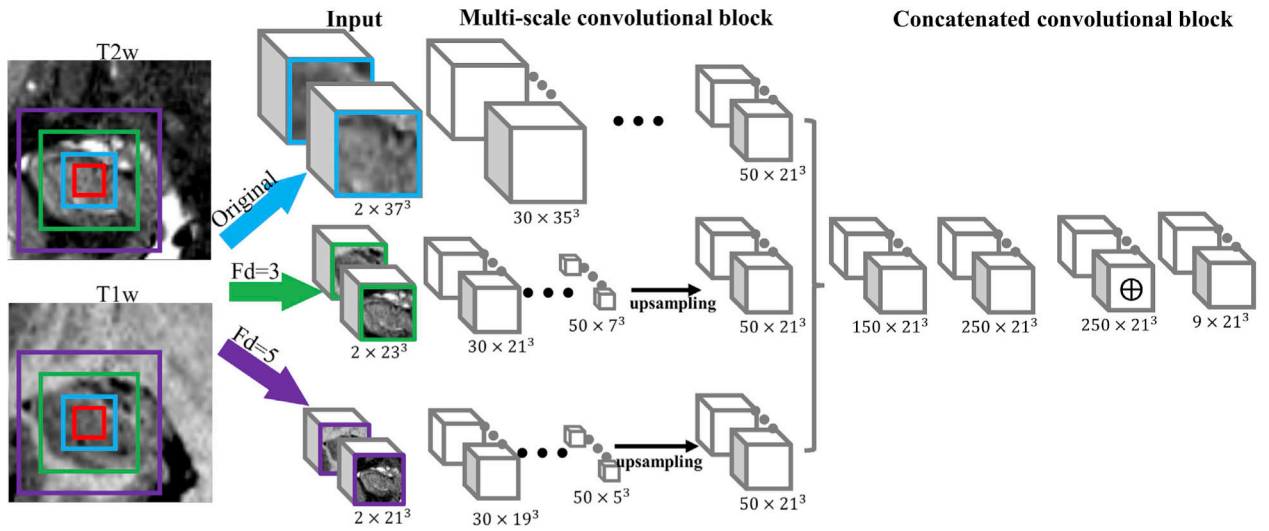 Input
Multi-scale convolutional block
Concatenated convolutional block
T2w
Original
2 × 37³
30 × 35³
50 × 21³
Fd=3
2 × 23³
30 × 21³
50 × 7³
upsampling
50 × 21³
150 × 21³
250 × 21³
250 × 21³
9 × 21³
T1w
Fd=5
2 × 21³
30 × 19³
50 × 5³
upsampling
50 × 21³